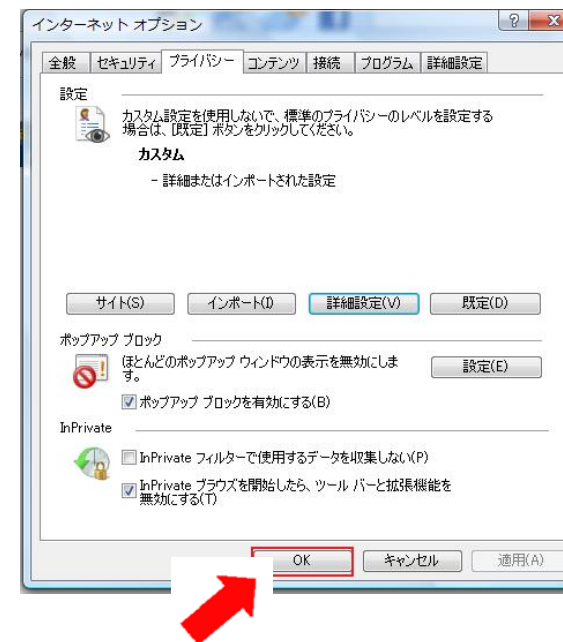 インターネット オプション
全般 セキュリティ プライバシー コンテンツ 接続 プログラム 詳細設定
設定
カスタム設定を使用しないで、標準のプライバシーのレベルを設定する
場合は、[既定] ボタンをクリックしてください。
カスタム
- 詳細またはインポートされた設定
サイト(S) インポート(I) 詳細設定(V) 既定(D)
ポップアップ ブロック
ほとんどのポップアップ ウィンドウの表示を無効にしま
す。
設定(E)
ポップアップ ブロックを有効にする(B)
InPrivate
InPrivate フィルターで使用するデータを収集しない(P)
InPrivate ブラウズを開始したら、ツール バーと拡張機能を
無効にする(T)
OK キャンセル 適用(A)